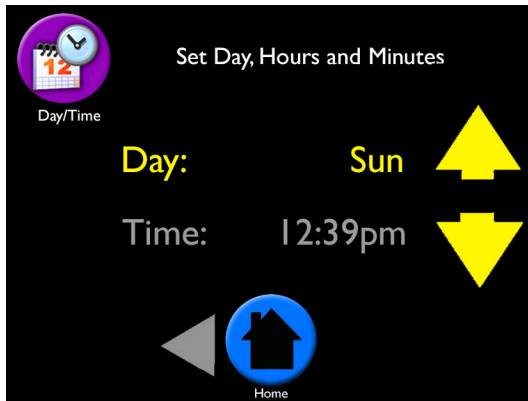 Set Day, Hours and Minutes
12
Day/Time
Day: Sun
Time: 12:39pm
Home